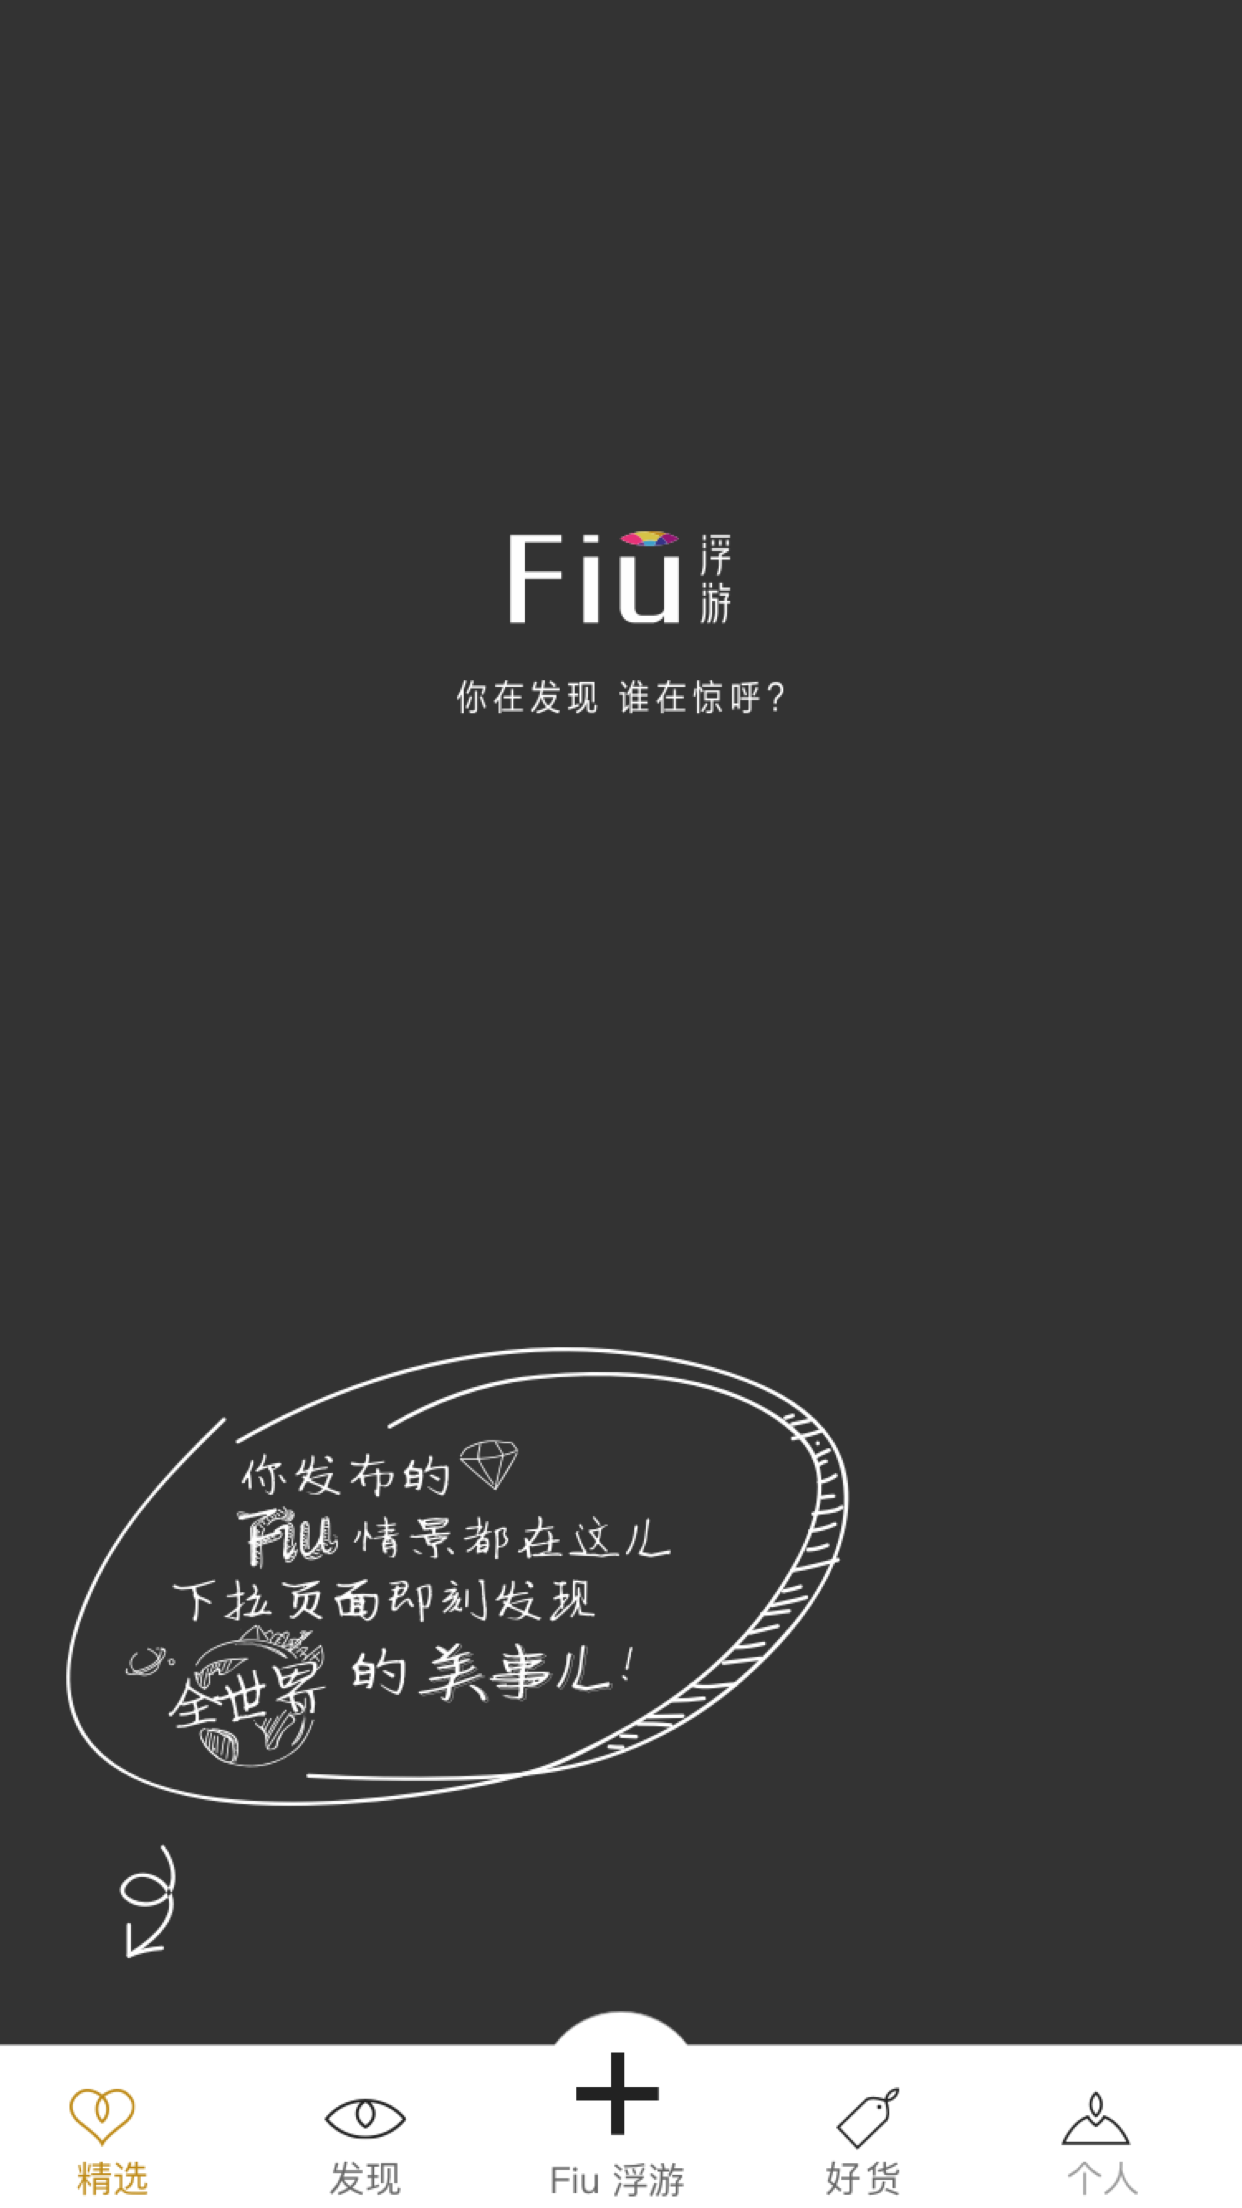 Fiu 浮游
你在发现 谁在惊呼?
你发布的
Fiu 情景都在这儿
下拉页面即刻发现
全世界的美事儿!
精选
发现
Fiu 浮游
好货
个人